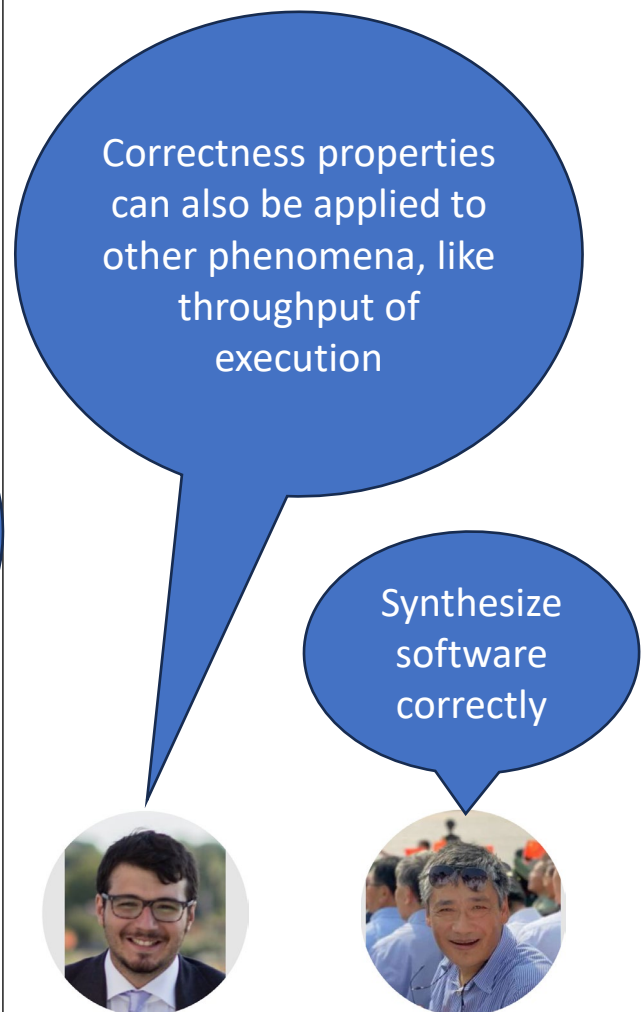 Correctness properties
can also be applied to
other phenomena, like
throughput of
execution
Synthesize
software
correctly